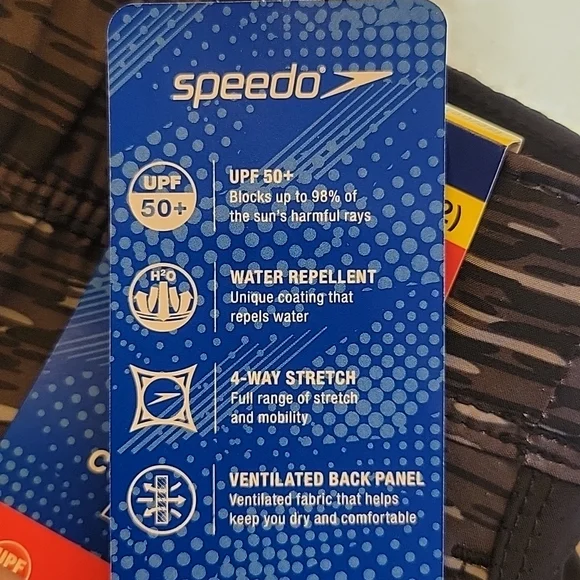 speedo
UPF
50+
UPF 50+
Blocks up to 98% of
the sun's harmful rays
H²O
WATER REPELLENT
Unique coating that
repels water
4-WAY STRETCH
Full range of stretch
and mobility
VENTILATED BACK PANEL
Ventilated fabric that helps
keep you dry and comfortable
UPF